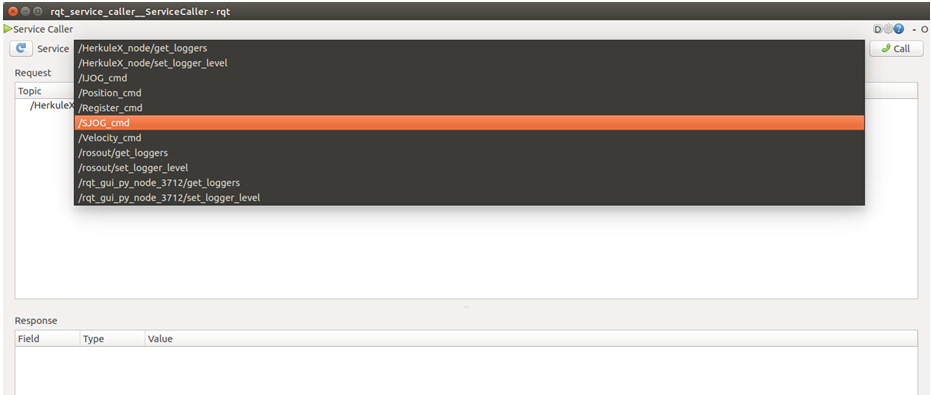 rqt_service_caller__ServiceCaller - rqt
Service Caller
D
?
- O
Service
Call
/HerkuleX_node/get_loggers
/HerkuleX_node/set_logger_level
/IJOG_cmd
/Position_cmd
/Register_cmd
/SJOG_cmd
/Velocity_cmd
/rosout/get_loggers
/rosout/set_logger_level
/rqt_gui_py_node_3712/get_loggers
/rqt_gui_py_node_3712/set_logger_level
Request
Topic
/HerkuleX
Response
Field Type Value